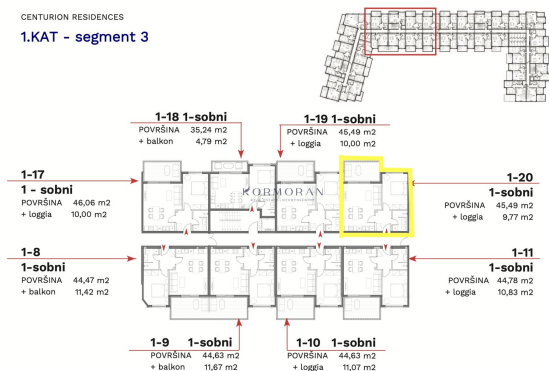 CENTURION RESIDENCES
1.KAT - segment 3
1-18 1-sobni
POVRŠINA 35,24 m2
+ balkon 4,79 m2
1-19 1-sobni
POVRŠINA 45,49 m2
+ loggia 10,00 m2
1-17
1 - sobni
POVRŠINA 46,06 m2
+ loggia 10,00 m2
1-20
1-sobni
POVRŠINA 45,49 m2
+ loggia 9,77 m2
KORMORAN
1-8
1-sobni
POVRŠINA 44,47 m2
+ balkon 11,42 m2
1-11
1-sobni
POVRŠINA 44,78 m2
+ loggia 10,83 m2
1-9 1-sobni
POVRŠINA 44,63 m2
+ balkon 11,67 m2
1-10 1-sobni
POVRŠINA 44,63 m2
+ loggia 11,07 m2